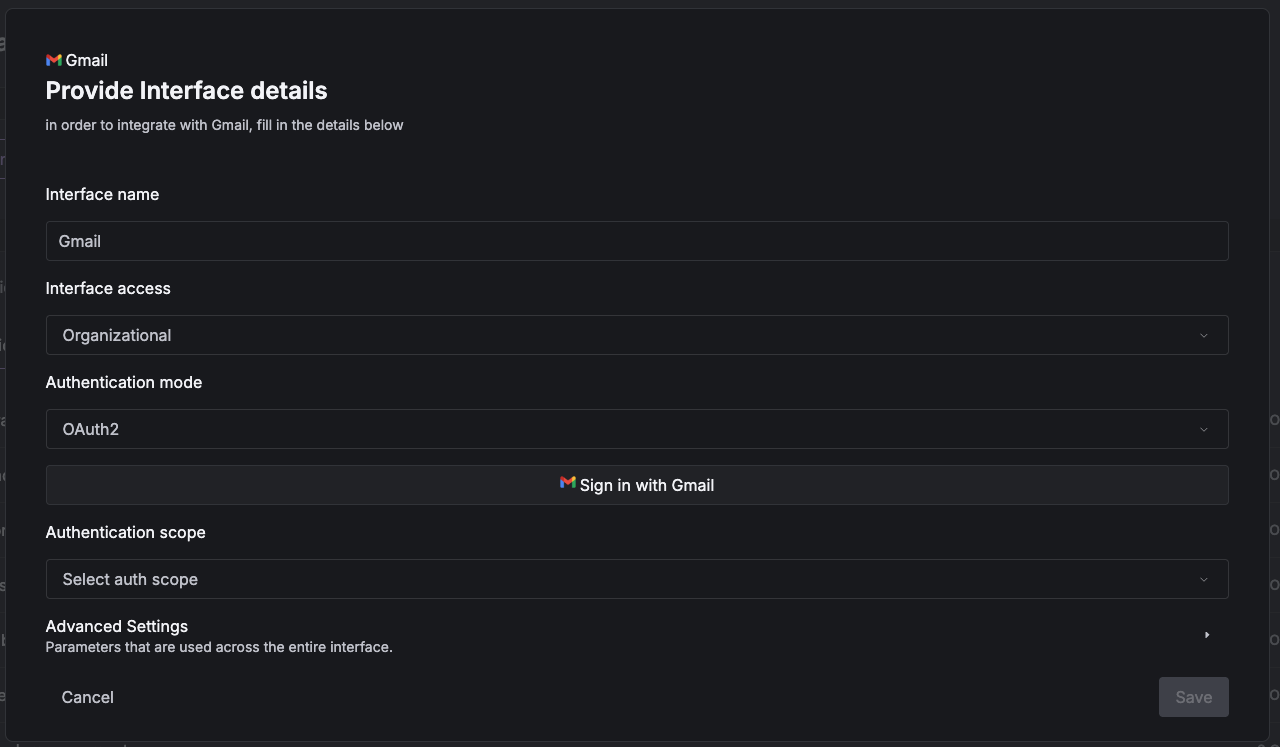 Gmail
Provide Interface details
in order to integrate with Gmail, fill in the details below
Interface name
Gmail
Interface access
Organizational
Authentication mode
OAuth2
Sign in with Gmail
Authentication scope
Select auth scope
Advanced Settings
Parameters that are used across the entire interface.
Cancel
Save